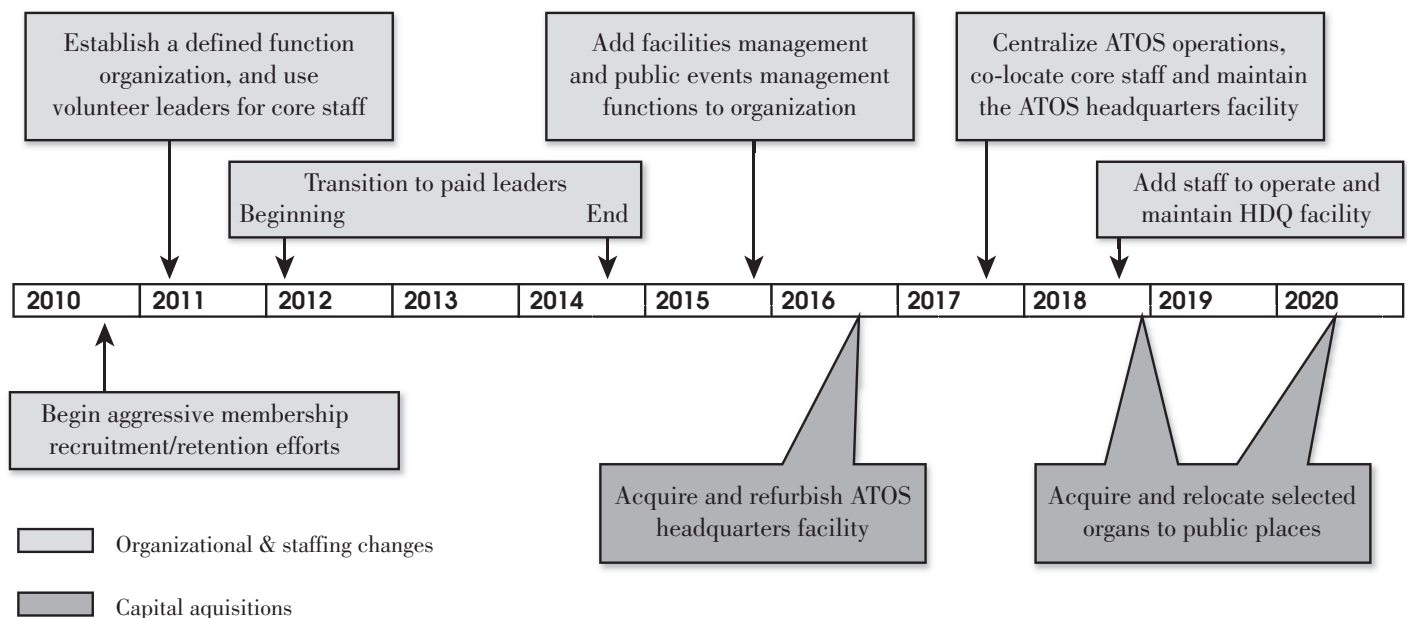 Establish a defined function
organization, and use
volunteer leaders for core staff
Add facilities management
and public events management
functions to organization
Centralize ATOS operations,
co-locate core staff and maintain
the ATOS headquarters facility
Transition to paid leaders
Beginning End
Add staff to operate and
maintain HDQ facility
2010 2011 2012 2013 2014 2015 2016 2017 2018 2019 2020
Begin aggressive membership
recruitment/retention efforts
Acquire and refurbish ATOS
headquarters facility
Acquire and relocate selected
organs to public places
Organizational & staffing changes
Capital aquisitions